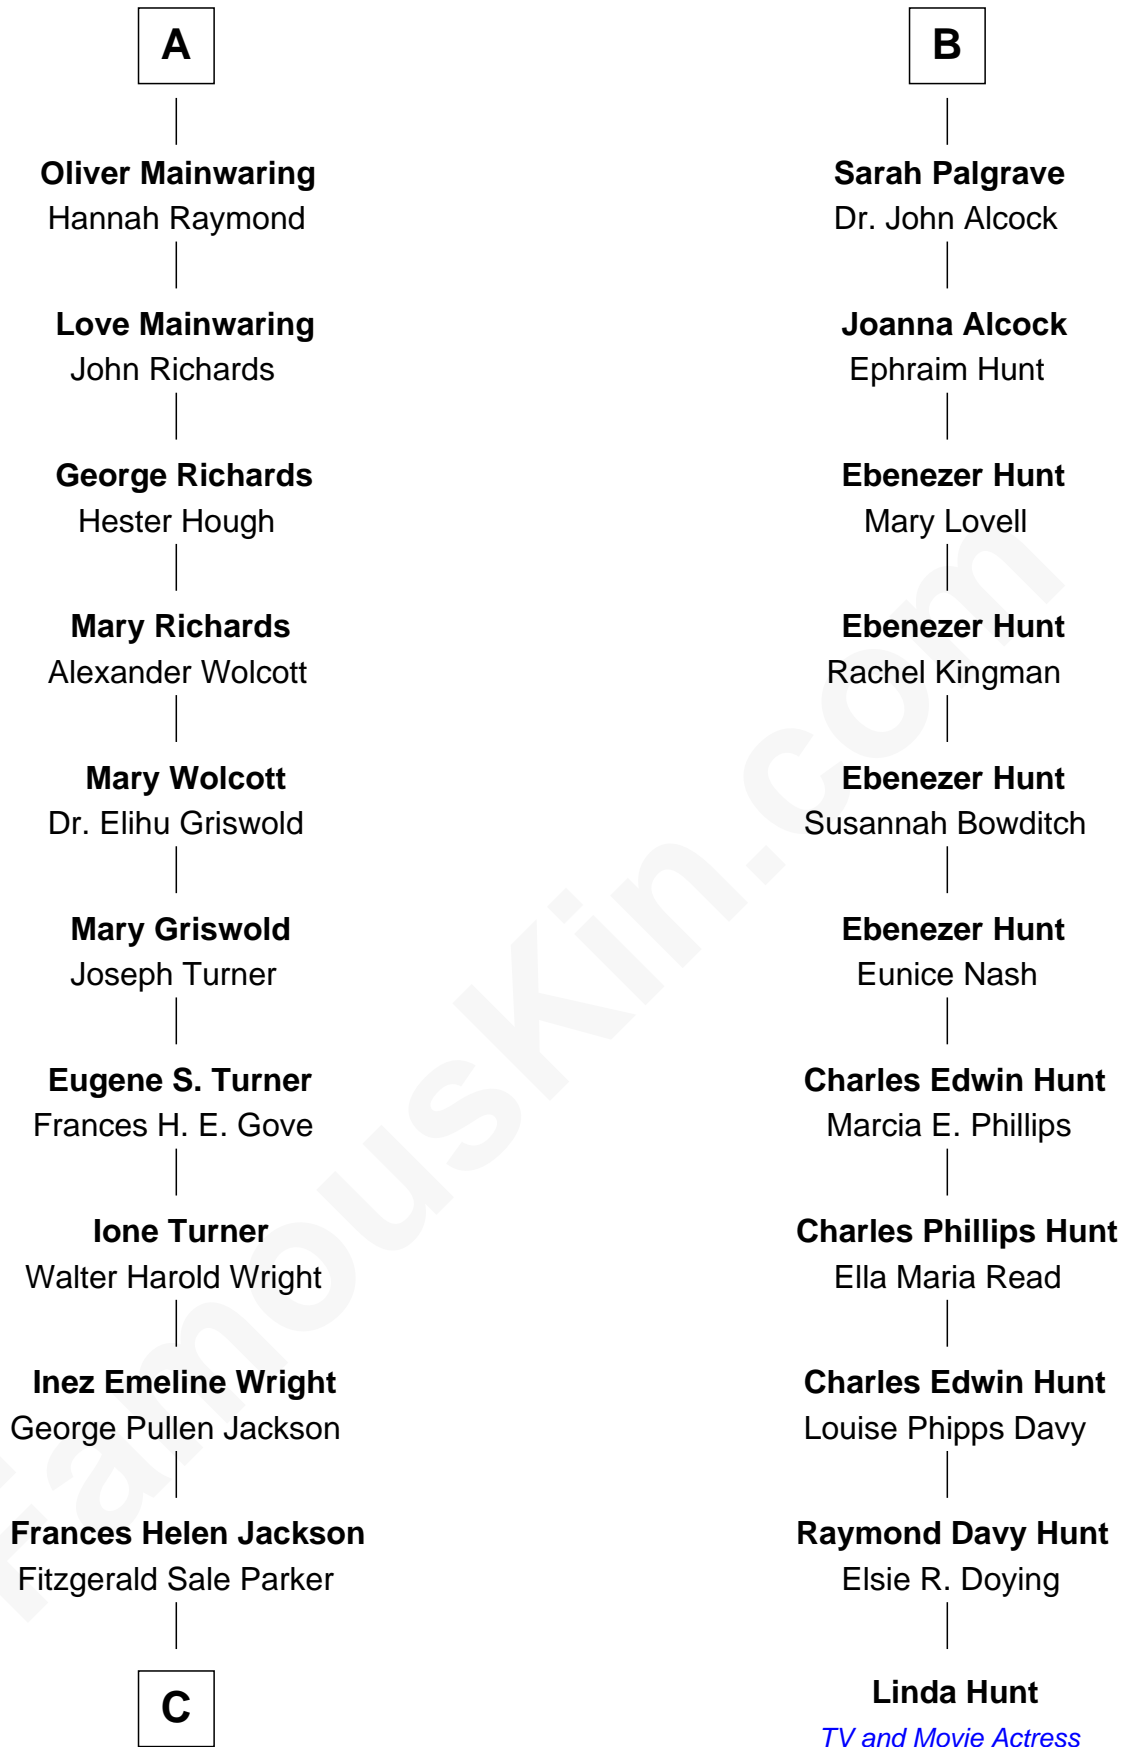 A
Oliver Mainwaring
Hannah Raymond
Love Mainwaring
John Richards
George Richards
Hester Hough
Mary Richards
Alexander Wolcott
Mary Wolcott
Dr. Elihu Griswold
Mary Griswold
Joseph Turner
Eugene S. Turner
Frances H. E. Gove
Ione Turner
Walter Harold Wright
Inez Emeline Wright
George Pullen Jackson
Frances Helen Jackson
Fitzgerald Sale Parker
C
B
Sarah Palgrave
Dr. John Alcock
Joanna Alcock
Ephraim Hunt
Ebenezer Hunt
Mary Lovell
Ebenezer Hunt
Rachel Kingman
Ebenezer Hunt
Susannah Bowditch
Ebenezer Hunt
Eunice Nash
Charles Edwin Hunt
Marcia E. Phillips
Charles Phillips Hunt
Ella Maria Read
Charles Edwin Hunt
Louise Phipps Davy
Raymond Davy Hunt
Elsie R. Doying
Linda Hunt
TV and Movie Actress
FamousKin.com